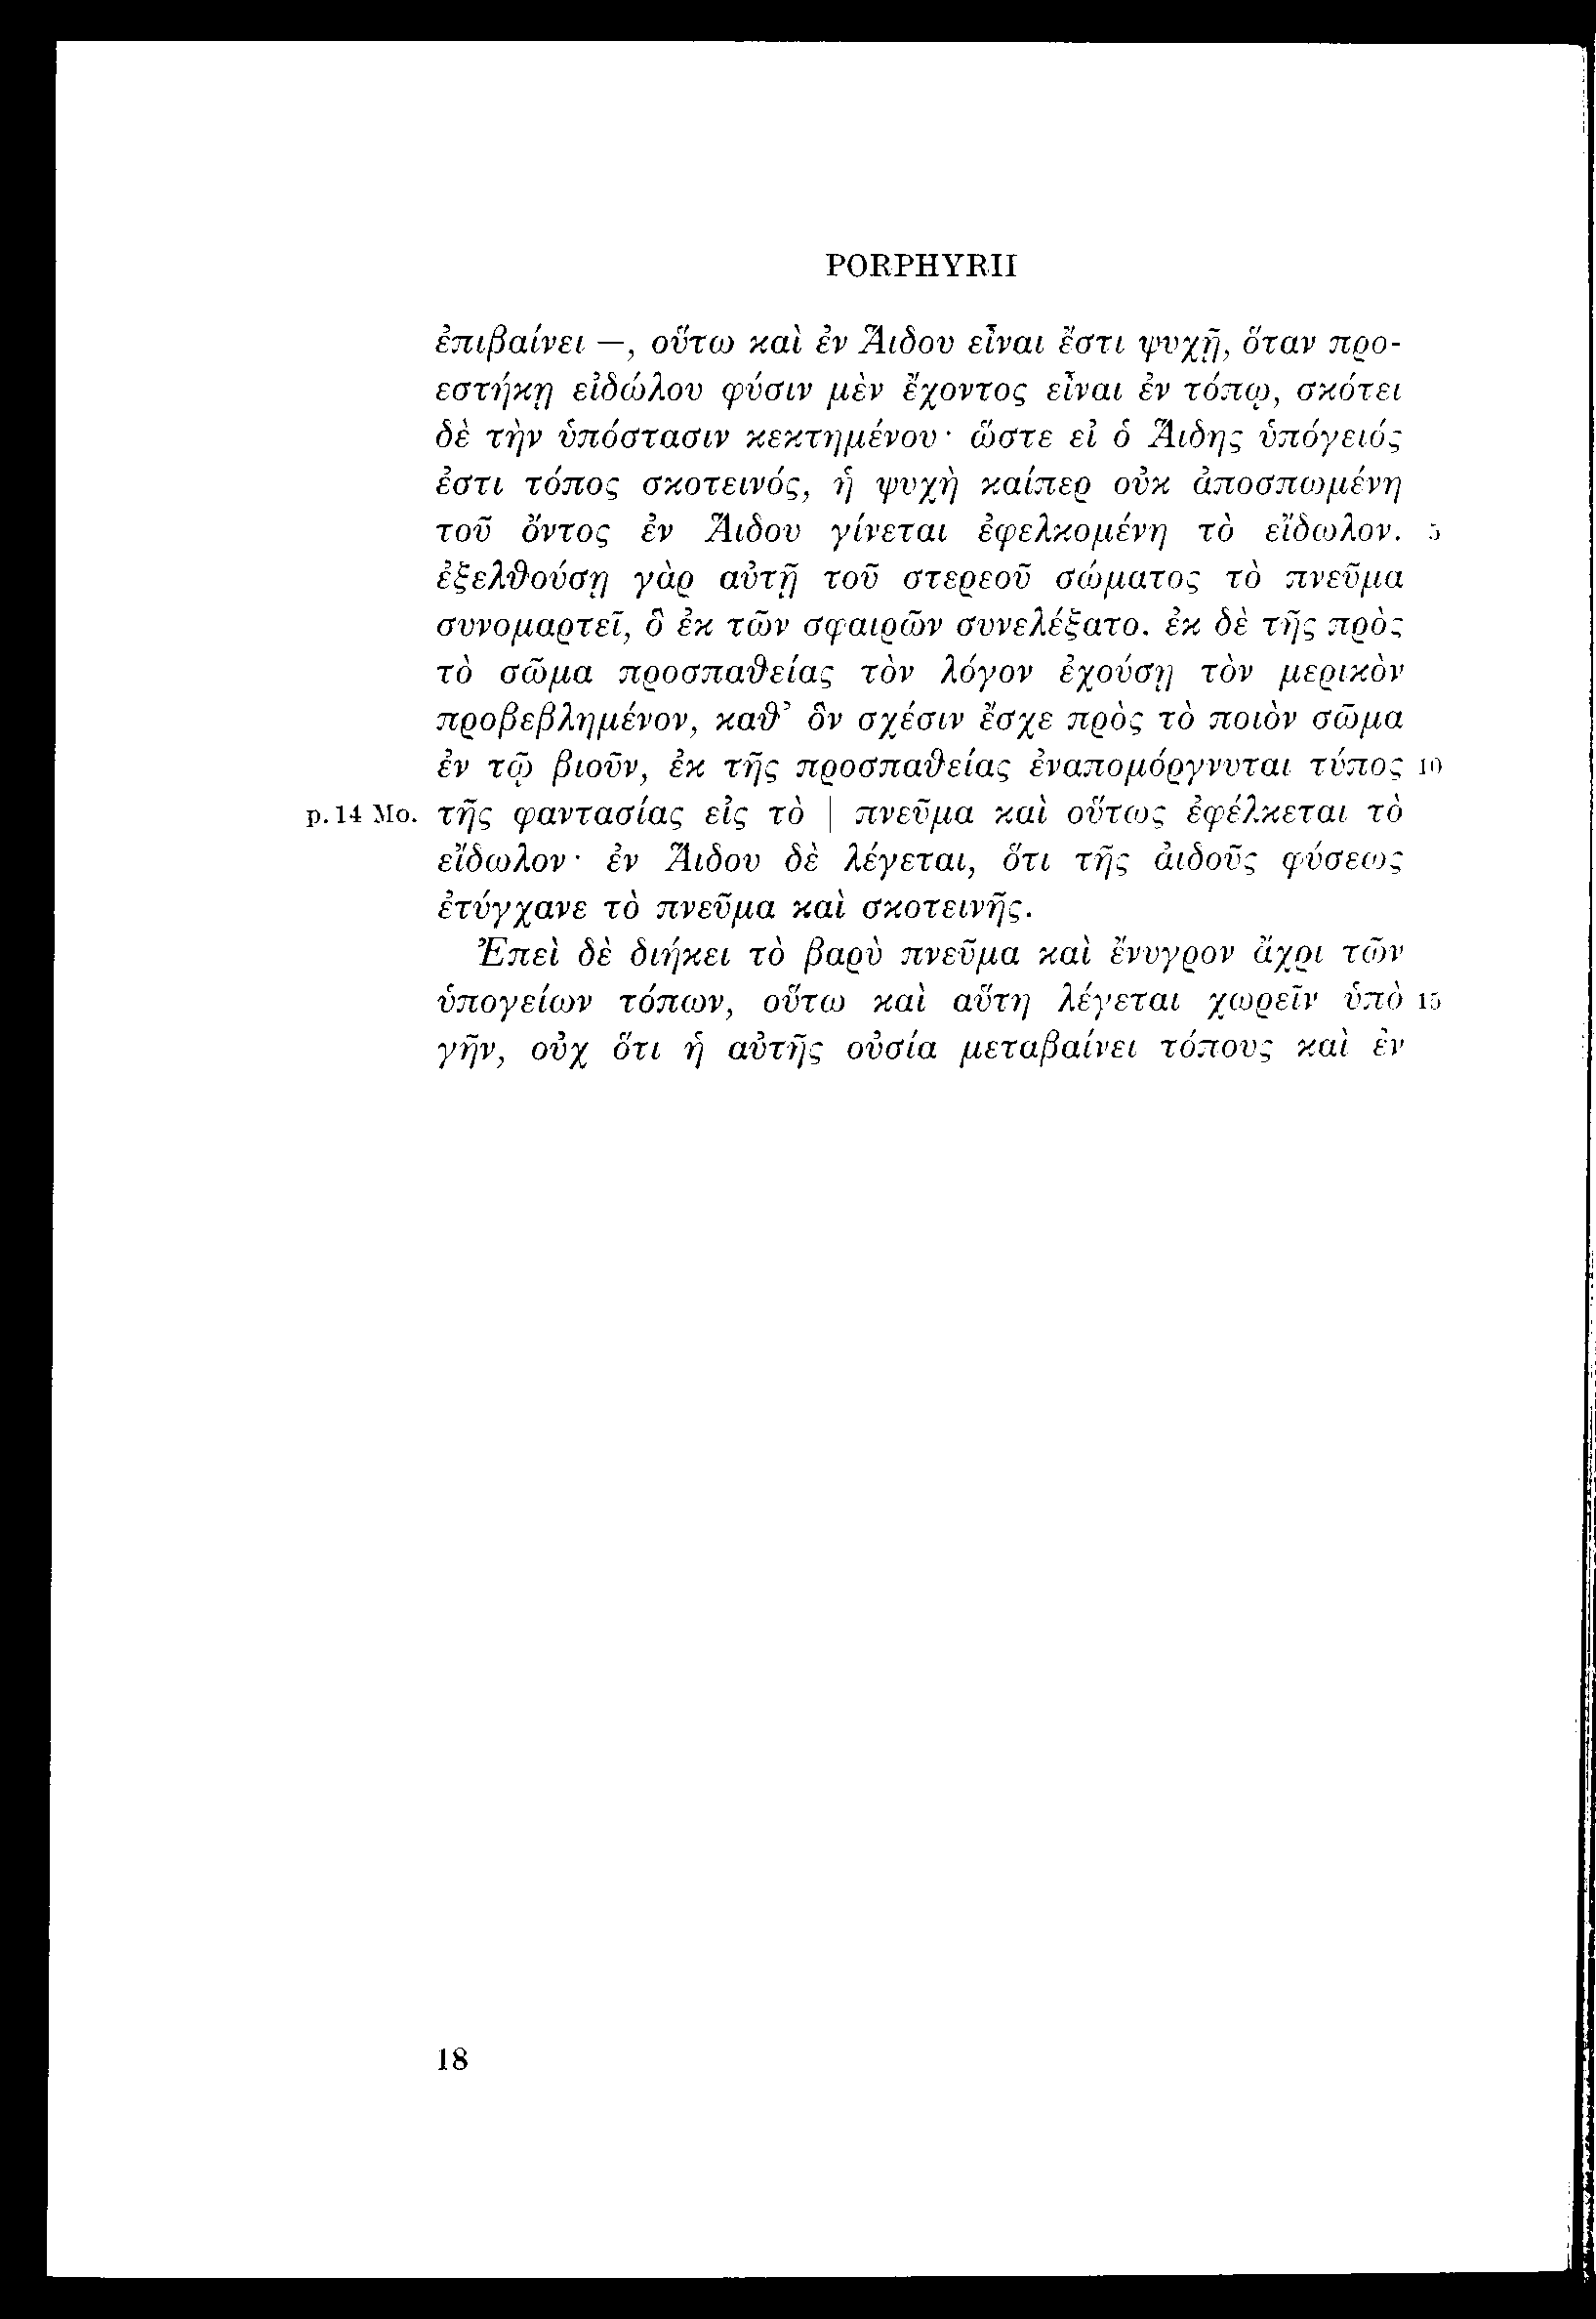 PORPHYRII
ἐπιβαίνει —, οὕτω καὶ ἐν Ἅιδου εἶναι ἔστι ψυχῇ, ὅταν προ-
εστήκῃ εἰδώλου φύσιν μὲν ἔχοντος εἶναι ἐν τόπῳ, σκότει
δὲ τὴν ὑπόστασιν κεκτημένου· ὥστε εἰ ὁ Ἅιδης ὑπόγειός
ἐστι τόπος σκοτεινός, ἡ ψυχὴ καίπερ οὐκ ἀποσπωμένη
τοῦ ὄντος ἐν Ἅιδου γίνεται ἐφελκομένη τὸ εἴδωλον. 5
ἐξελθούσῃ γὰρ αὐτῇ τοῦ στερεοῦ σώματος τὸ πνεῦμα
συνομαρτεῖ, ὃ ἐκ τῶν σφαιρῶν συνελέξατο. ἐκ δὲ τῆς πρὸς
τὸ σῶμα προσπαθείας τὸν λόγον ἐχούσῃ τὸν μερικὸν
προβεβλημένον, καθ’ ὃν σχέσιν ἔσχε πρὸς τὸ ποιὸν σῶμα
ἐν τῷ βιοῦν, ἐκ τῆς προσπαθείας ἐναπομόργνυται τύπος 10
p.14 Mo. τῆς φαντασίας εἰς τὸ | πνεῦμα καὶ οὕτως ἐφέλκεται τὸ
εἴδωλον· ἐν Ἅιδου δὲ λέγεται, ὅτι τῆς ἀιδοῦς φύσεως
ἐτύγχανε τὸ πνεῦμα καὶ σκοτεινῆς.
Ἐπεὶ δὲ διήκει τὸ βαρὺ πνεῦμα καὶ ἔνυγρον ἄχρι τῶν
ὑπογείων τόπων, οὕτω καὶ αὕτη λέγεται χωρεῖν ὑπὸ 15
γῆν, οὐχ ὅτι ἡ αὐτῆς οὐσία μεταβαίνει τόπους καὶ ἐν
18